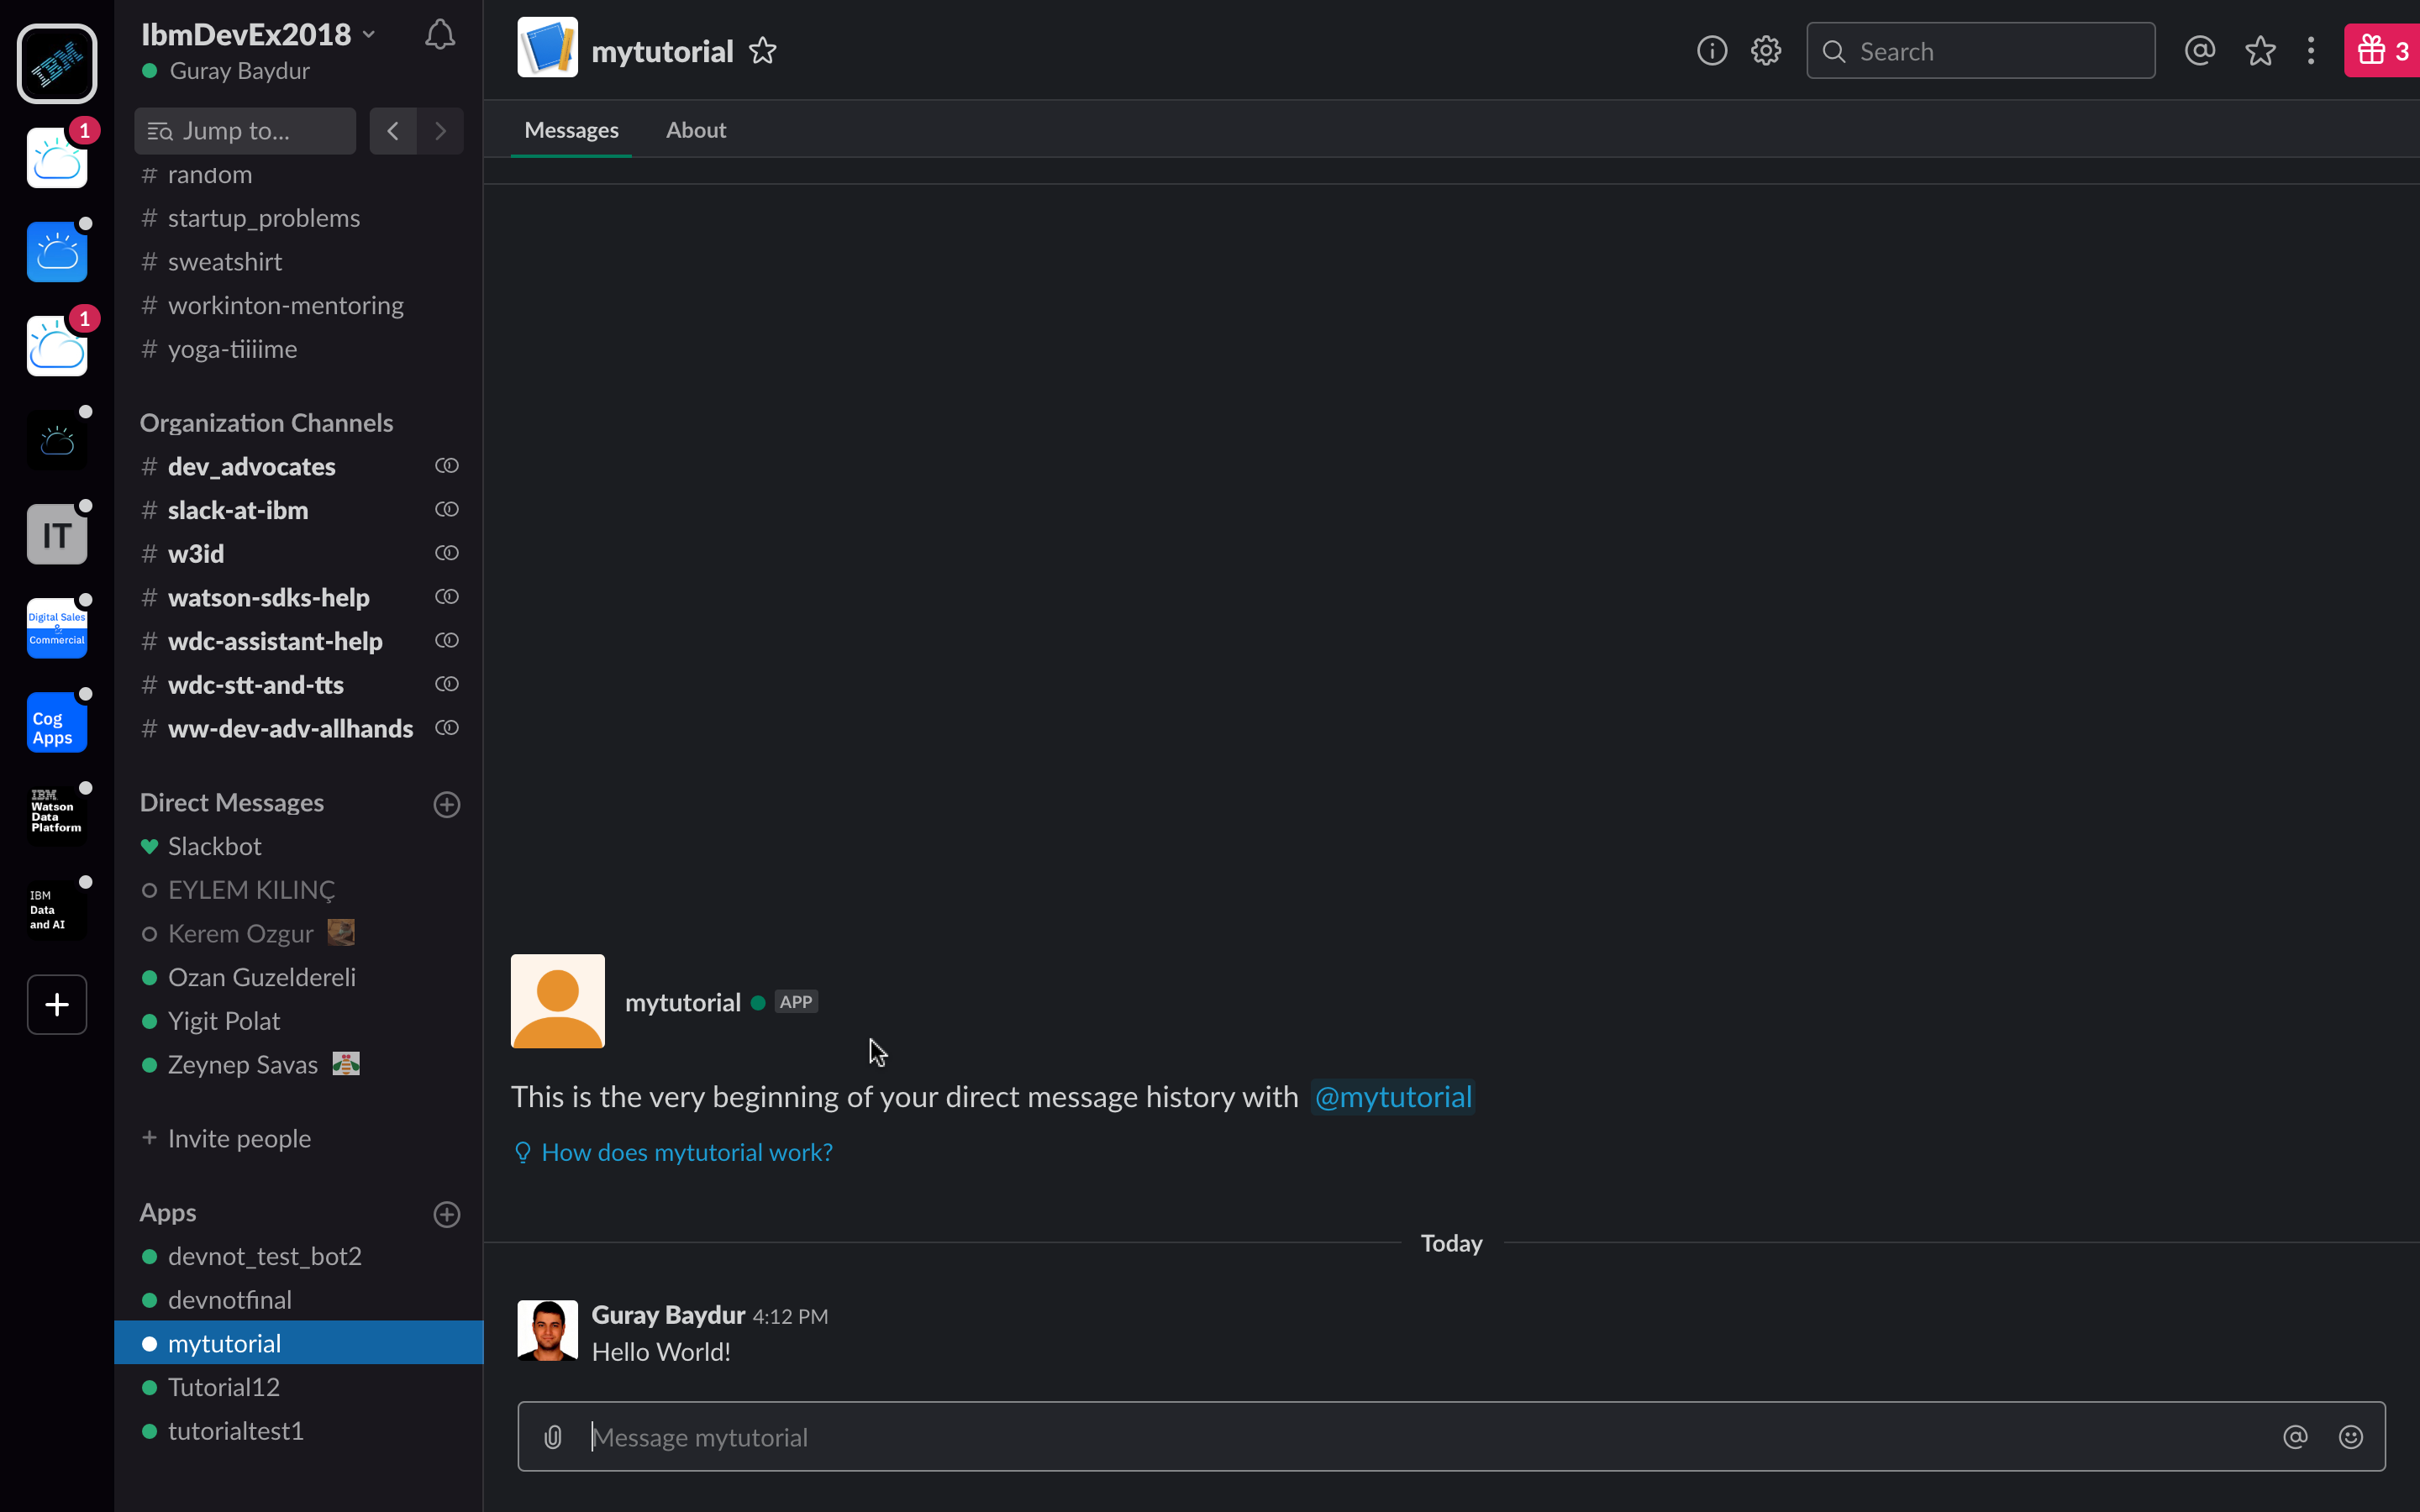 IBM
1
1
IT
Digital Sales
&
Commercial
Cog
Apps
IBM
Watson
Data
Platform
IBM
Data
and AI
+
IbmDevEx2018
Guray Baydur
Jump to...
# random
# startup_problems
# sweatshirt
# workinton-mentoring
# yoga-tiiiime
Organization Channels
# dev_advocates
# slack-at-ibm
# w3id
# watson-sdks-help
# wdc-assistant-help
# wdc-stt-and-tts
# ww-dev-adv-allhands
Direct Messages
Slackbot
EYLEM KILINÇ
Kerem Ozgur
Ozan Guzeldereli
Yigit Polat
Zeynep Savas
+ Invite people
Apps
devnot_test_bot2
devnotfinal
mytutorial
Tutorial12
tutorialtest1
mytutorial
Search
3
Messages About
mytutorial APP
This is the very beginning of your direct message history with @mytutorial
How does mytutorial work?
Today
Guray Baydur 4:12 PM
Hello World!
Message mytutorial